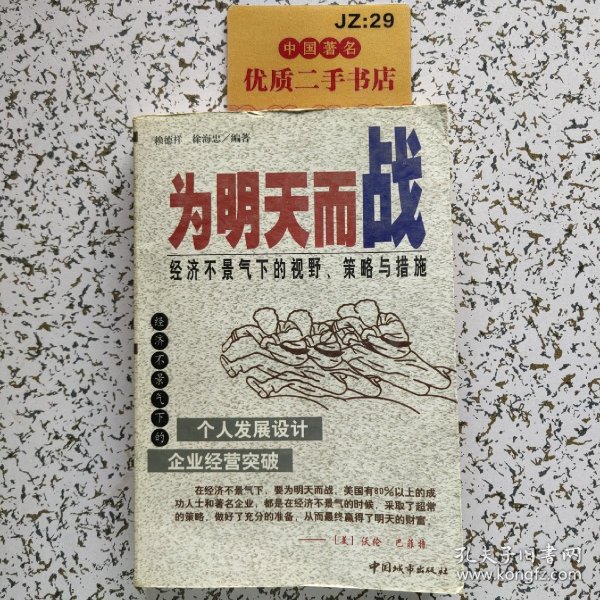 JZ:29
中国著名
优质二手书店
赖德祥 徐海忠／编著
为明天而战
经济不景气下的视野、策略与措施
经济不景气下的
个人发展设计
企业经营突破
在经济不景气下，要为明天而战，美国有80%以上的成
功人士和著名企业，都是在经济不景气的时候，采取了超常
的策略，做好了充分的准备，从而最终赢得了明天的财富。
——［美］沃伦·巴菲特
中国城市出版社
孔夫子旧书网
www.kongfz.com